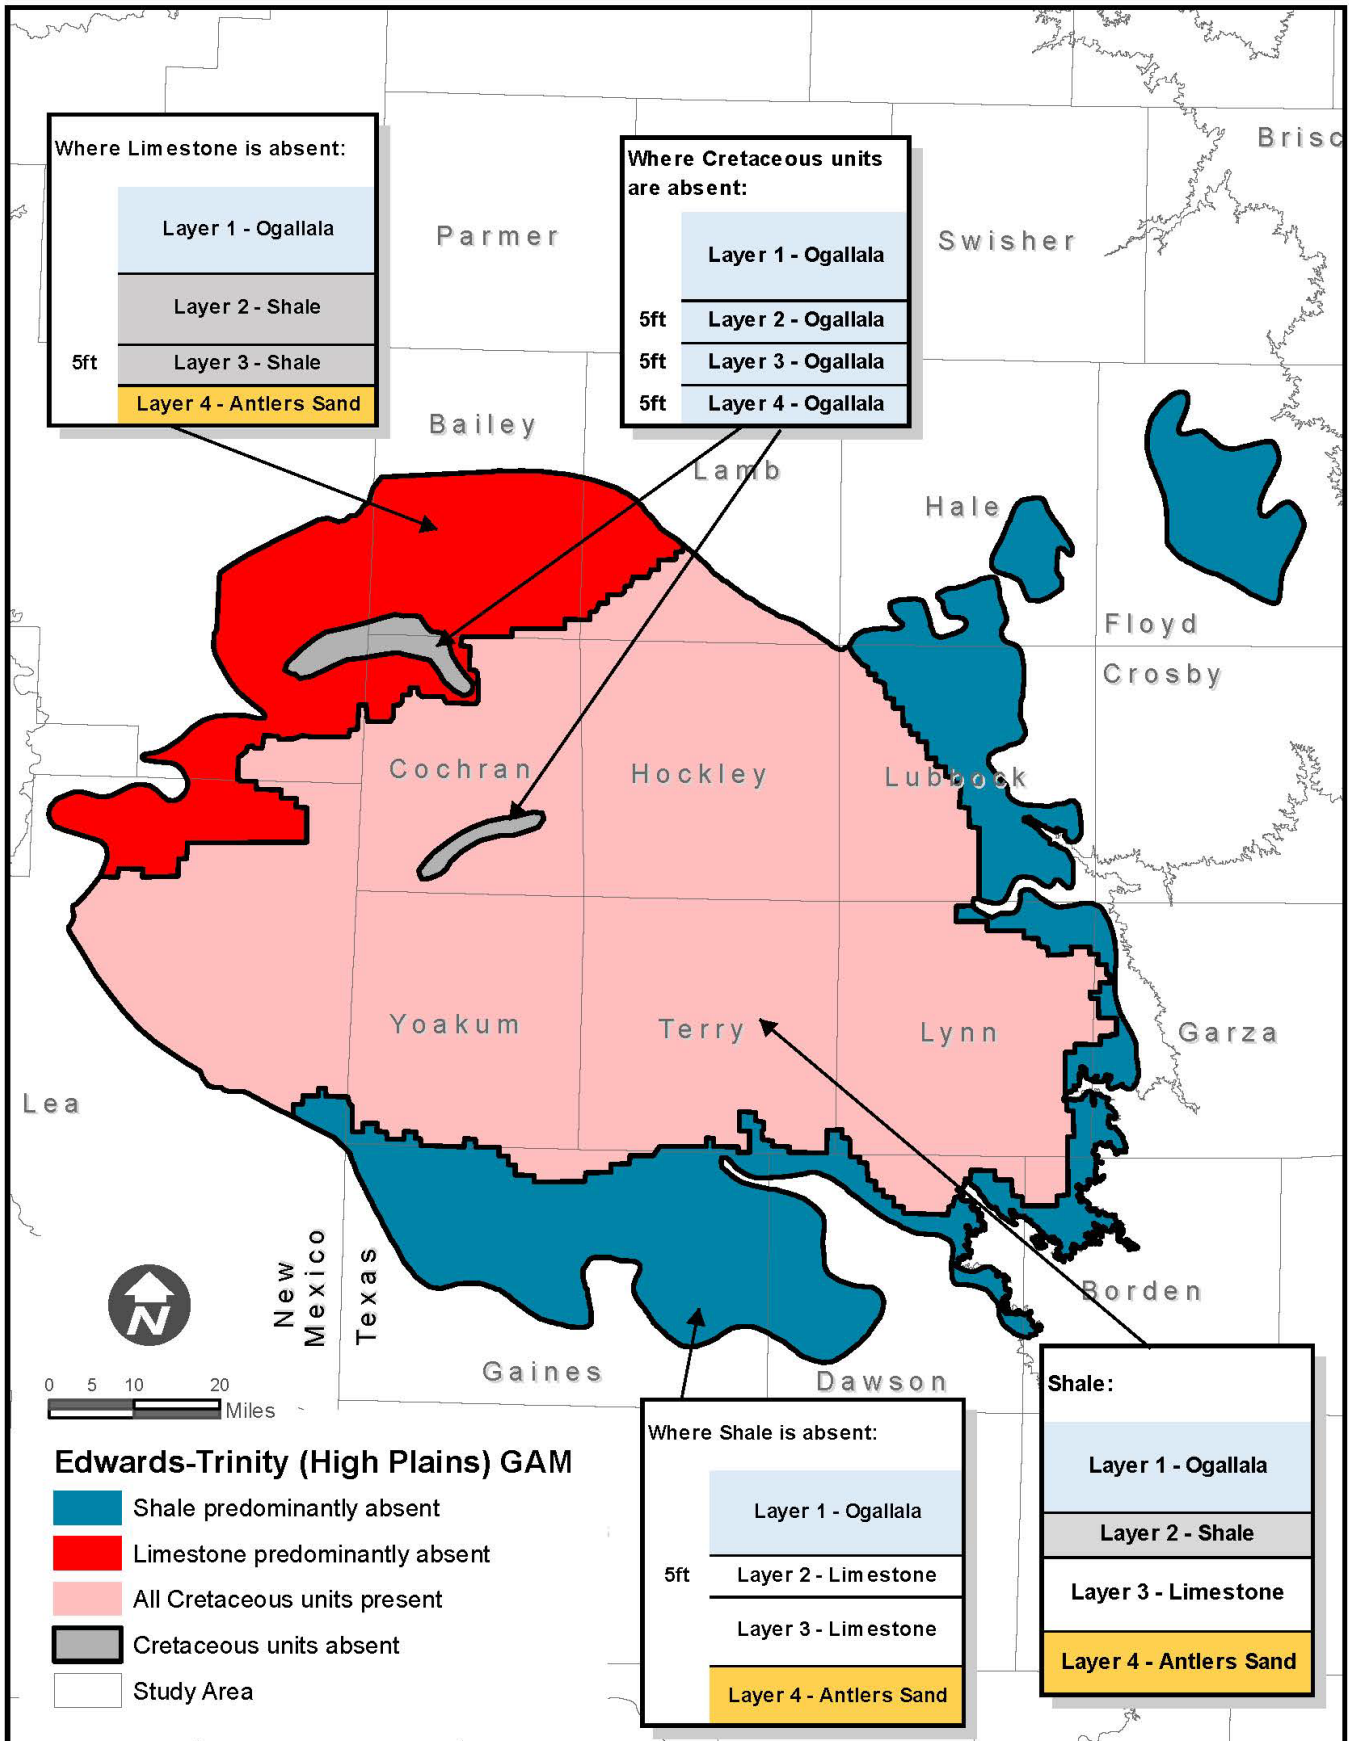 Brisc
Where Limestone is absent:
Layer 1 - Ogallala
Layer 2 - Shale
5ft Layer 3 - Shale
Layer 4 - Antlers Sand
Where Cretaceous units
are absent:
Layer 1 - Ogallala
5ft Layer 2 - Ogallala
5ft Layer 3 - Ogallala
5ft Layer 4 - Ogallala
Parmer
Swisher
Bailey
Lamb
Hale
Floyd
Crosby
Cochran
Hockley
Lubbock
Yoakum
Terry
Lynn
Garza
Lea
New
Mexico
Texas
Borden
Gaines
Dawson
N
0 5 10 20
Miles
Edwards-Trinity (High Plains) GAM
Shale predominantly absent
Limestone predominantly absent
All Cretaceous units present
Cretaceous units absent
Study Area
Where Shale is absent:
Layer 1 - Ogallala
5ft Layer 2 - Limestone
Layer 3 - Limestone
Layer 4 - Antlers Sand
Shale:
Layer 1 - Ogallala
Layer 2 - Shale
Layer 3 - Limestone
Layer 4 - Antlers Sand